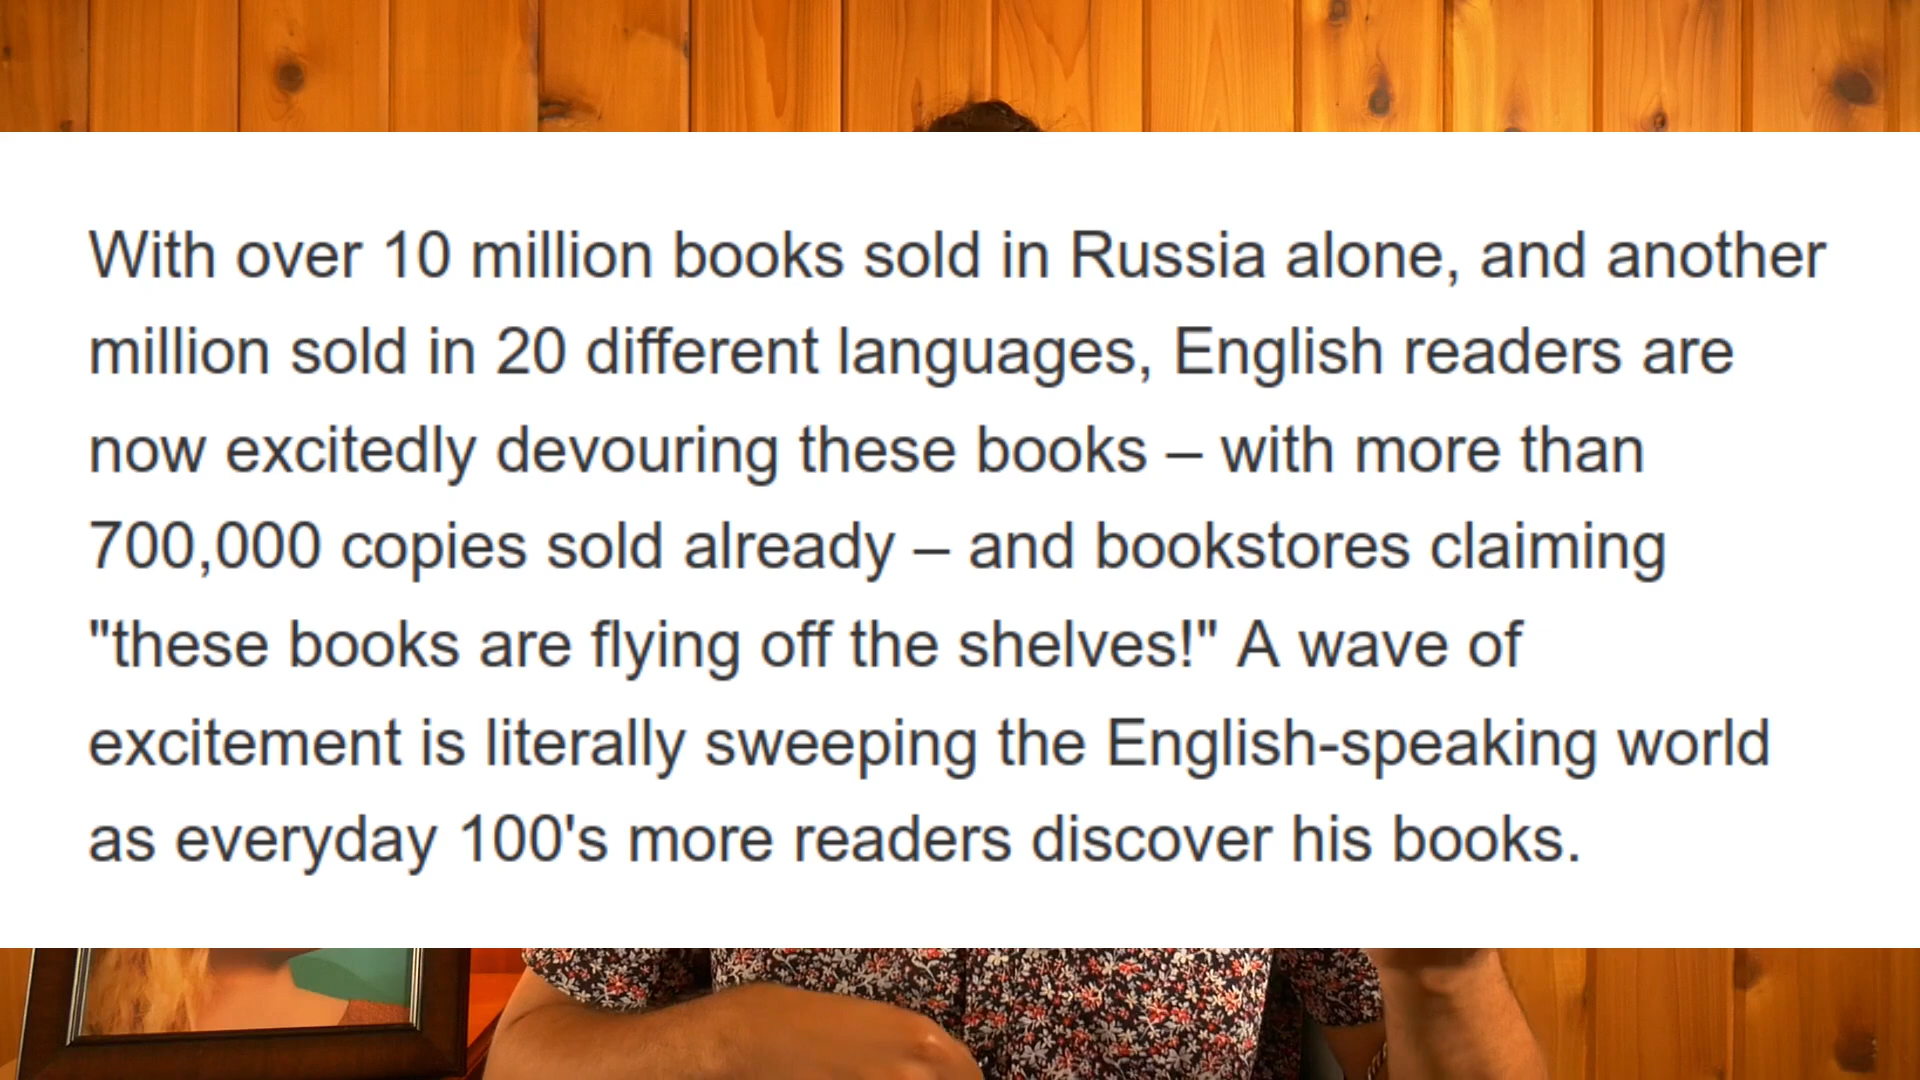 With over 10 million books sold in Russia alone, and another
million sold in 20 different languages, English readers are
now excitedly devouring these books – with more than
700,000 copies sold already – and bookstores claiming
"these books are flying off the shelves!" A wave of
excitement is literally sweeping the English-speaking world
as everyday 100's more readers discover his books.